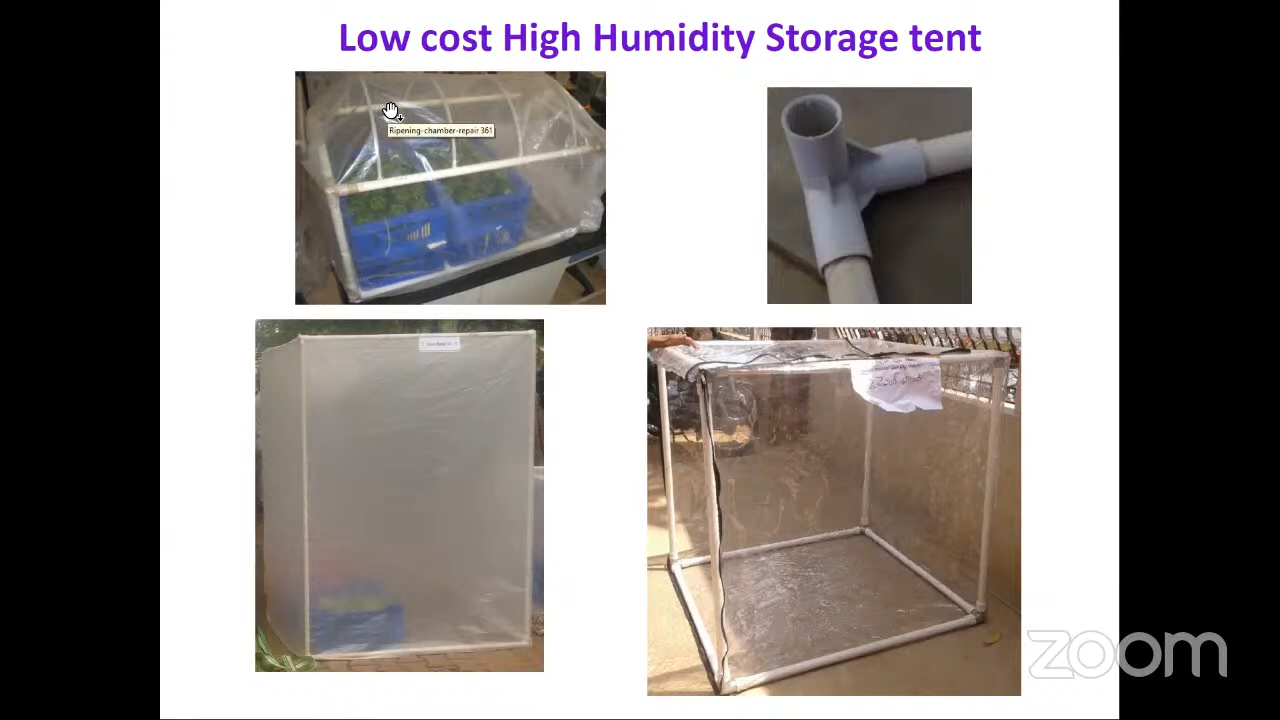 Low cost High Humidity Storage tent
Ripening-chamber-repair 361
zoom